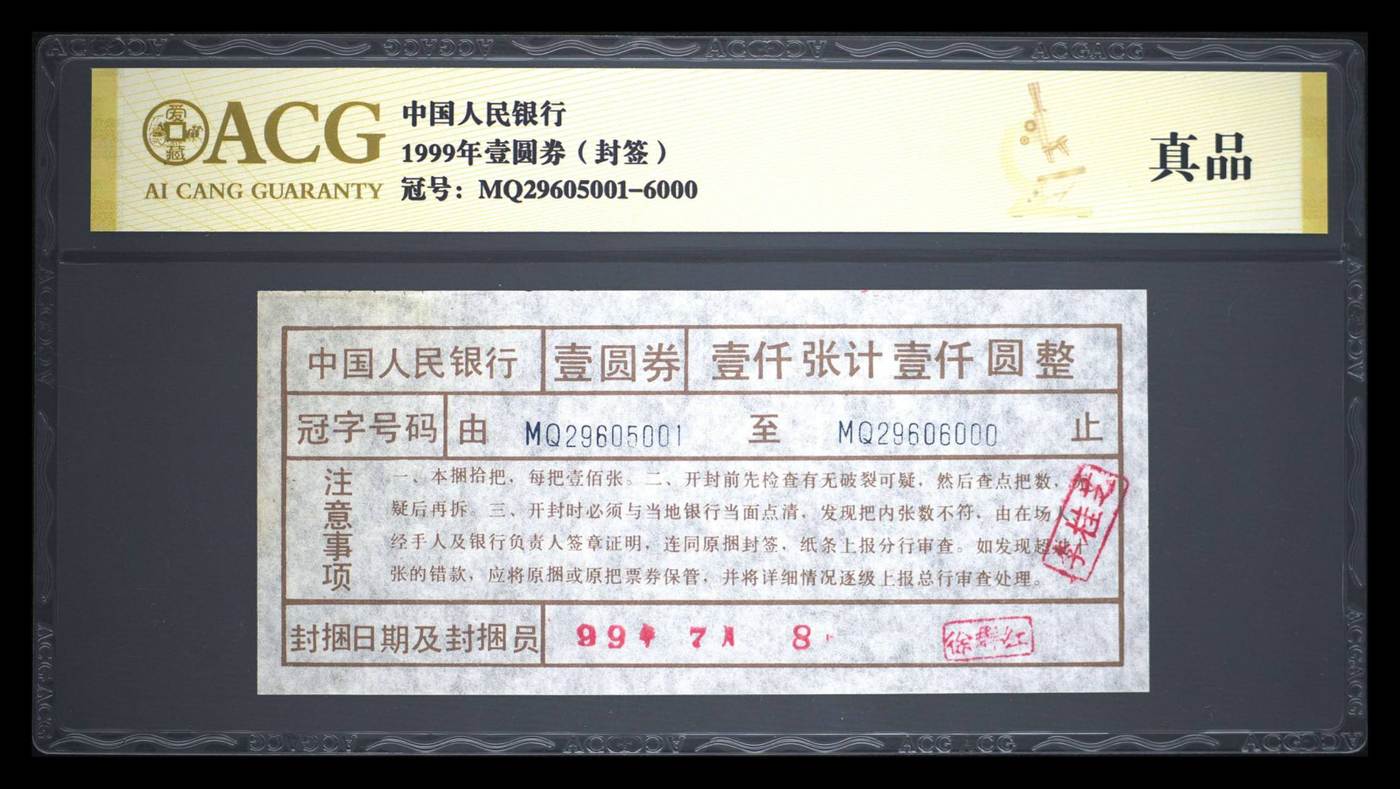 爱藏
ACG
AI CANG GUARANTY
中国人民银行
1999年壹圆券（封签）
冠号：MQ29605001-6000
真品
中国人民银行 壹圆券 壹仟张计壹仟圆整
冠字号码 由 MQ29605001 至 MQ29606000 止
注意事项
一、本捆拾把，每把壹佰张。二、开封前先检查有无破裂可疑，然后查点把数，
疑后再拆。三、开封时必须与当地银行当面点清，发现把内张数不符，由在场人
经手人及银行负责人签章证明，连同原捆封签，纸条上报分行审查。如发现超十
张的错款，应将原捆或原把票券保管，并将详细情况逐级上报总行审查处理。
封捆日期及封捆员 99年 7月 8